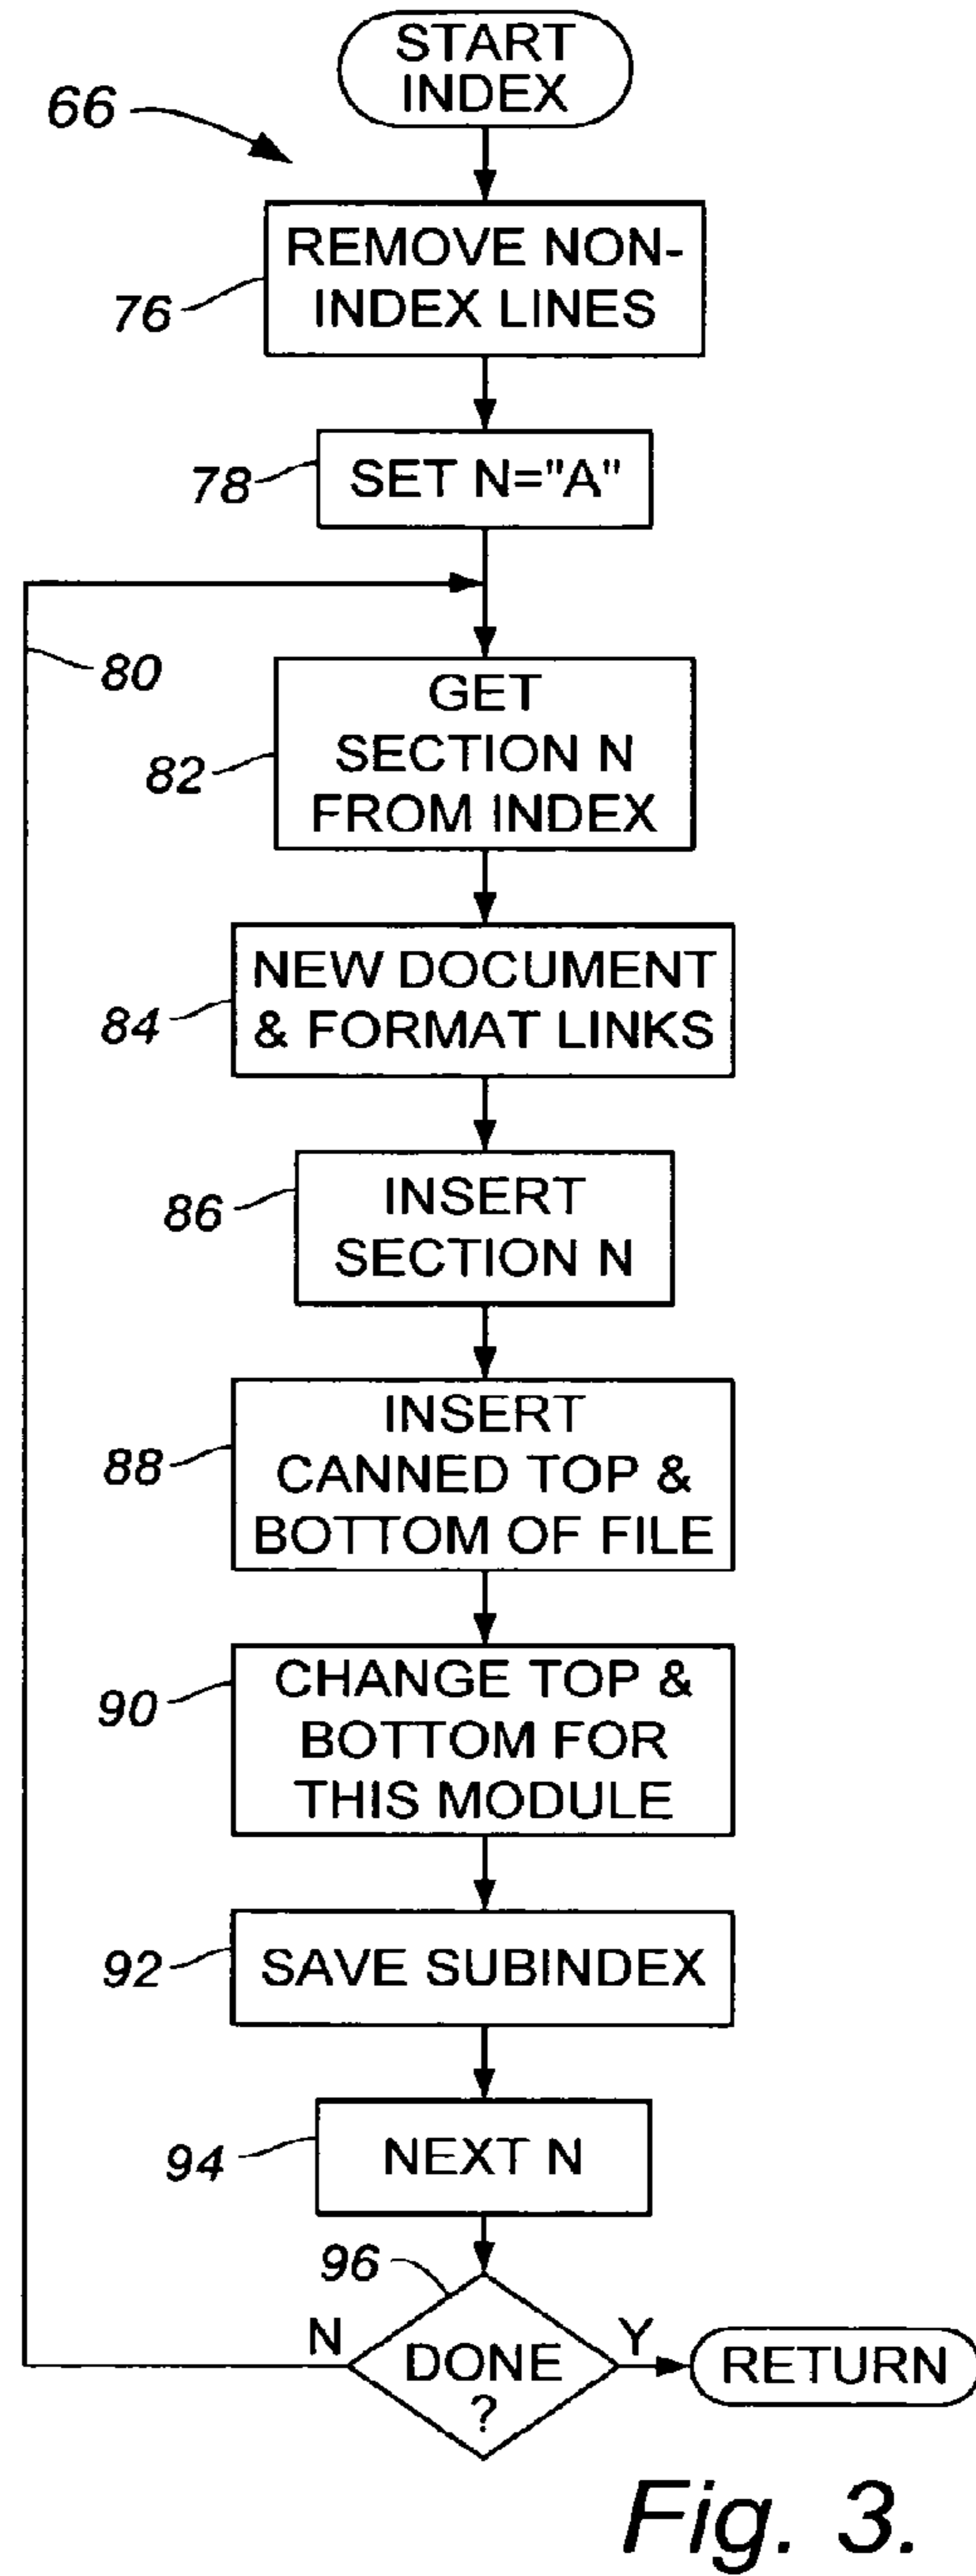 START
INDEX
66
REMOVE NON-
INDEX LINES
76
SET N="A"
78
80
GET
SECTION N
FROM INDEX
82
NEW DOCUMENT
& FORMAT LINKS
84
INSERT
SECTION N
86
INSERT
CANNED TOP &
BOTTOM OF FILE
88
CHANGE TOP &
BOTTOM FOR
THIS MODULE
90
SAVE SUBINDEX
92
NEXT N
94
96
N
DONE
?
Y
RETURN
Fig. 3.